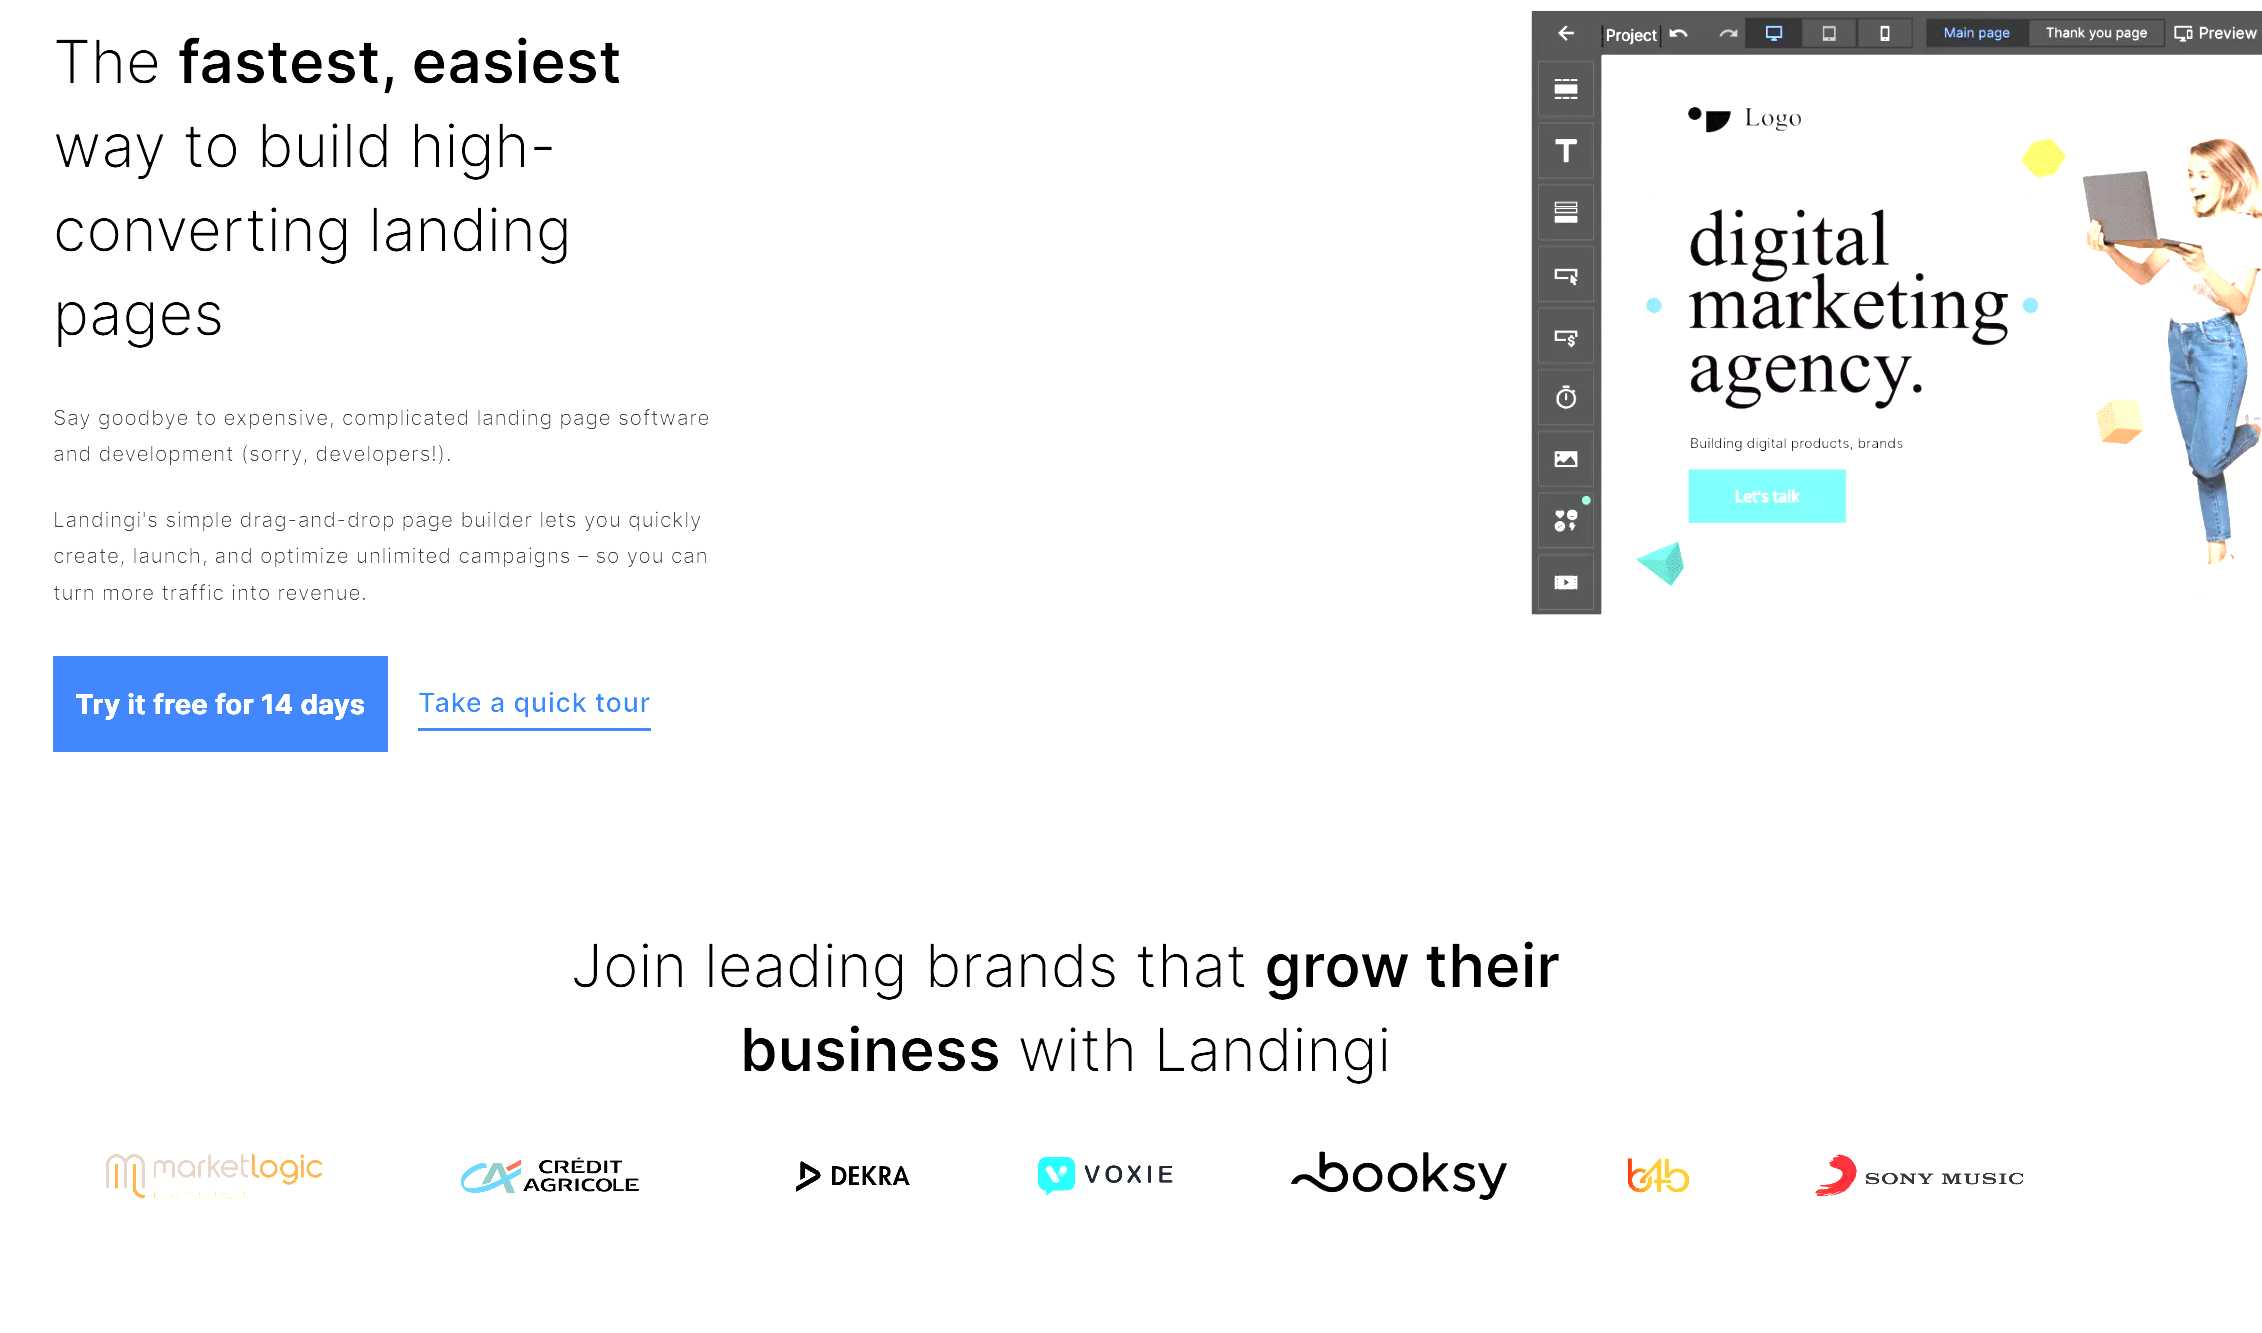 The fastest, easiest
way to build high-
converting landing
pages
Say goodbye to expensive, complicated landing page software
and development (sorry, developers!).
Landingi's simple drag-and-drop page builder lets you quickly
create, launch, and optimize unlimited campaigns – so you can
turn more traffic into revenue.
Try it free for 14 days
Take a quick tour
Project
Main page
Thank you page
Preview
Logo
digital
marketing
agency.
Building digital products, brands
Let's talk
Join leading brands that grow their
business with Landingi
marketlogic
CRÉDIT
AGRICOLE
DEKRA
VOXIE
booksy
b4b
SONY MUSIC